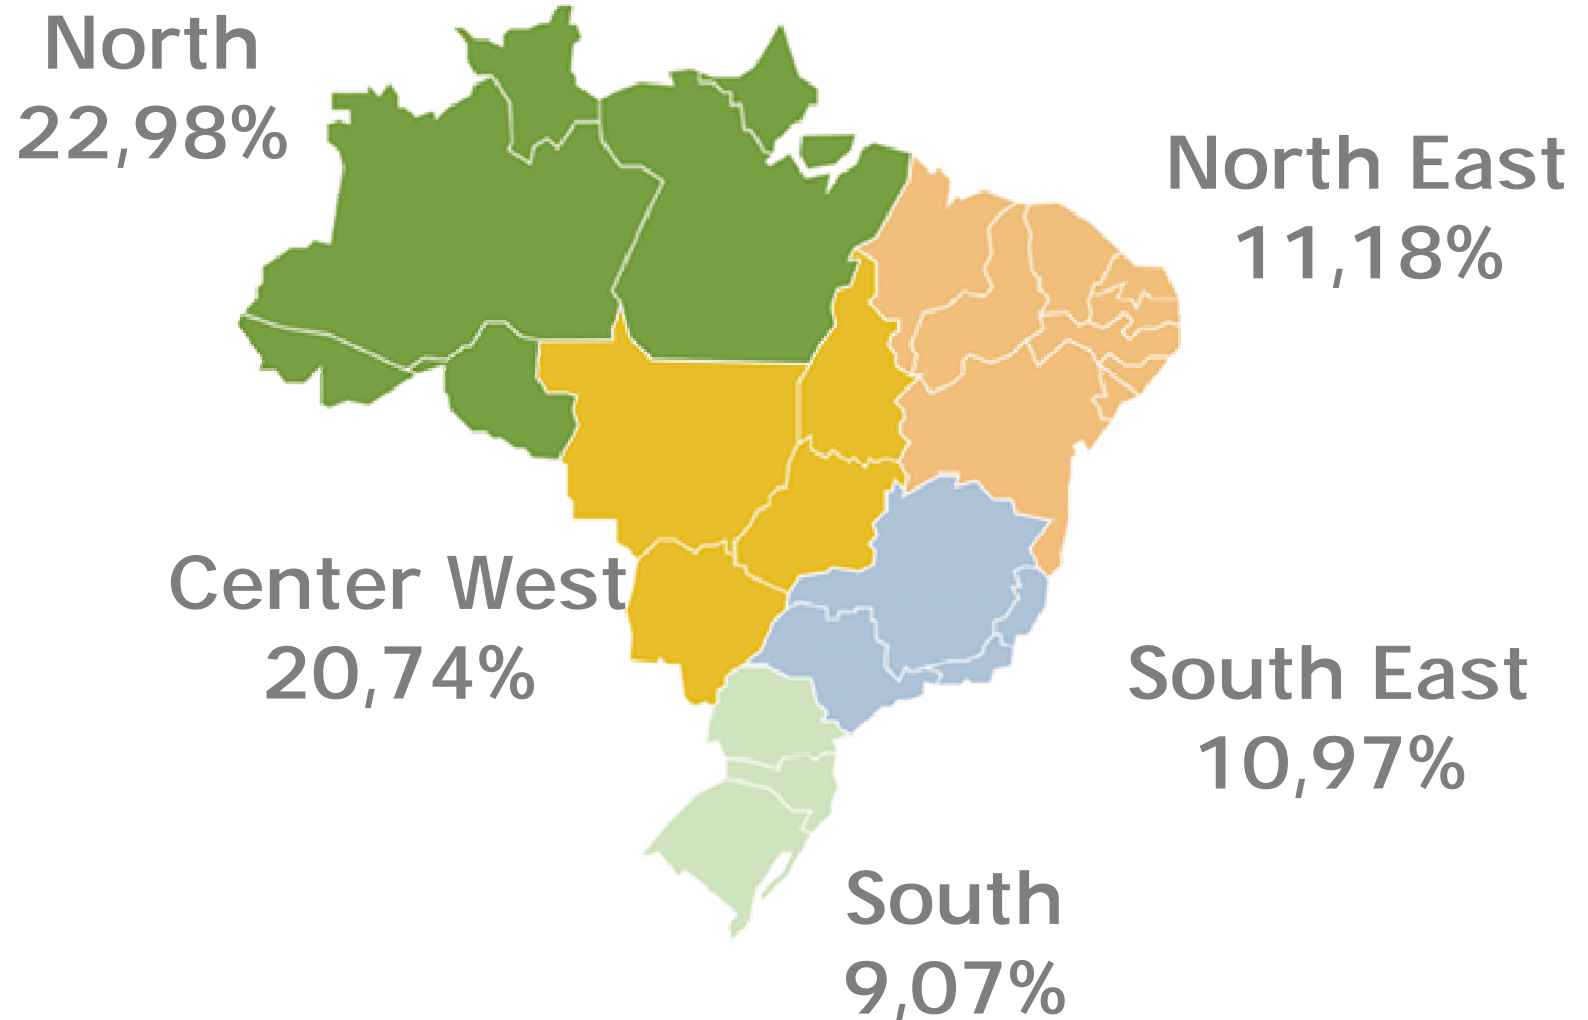 North
22,98%
North East
11,18%
Center West
20,74%
South East
10,97%
South
9,07%